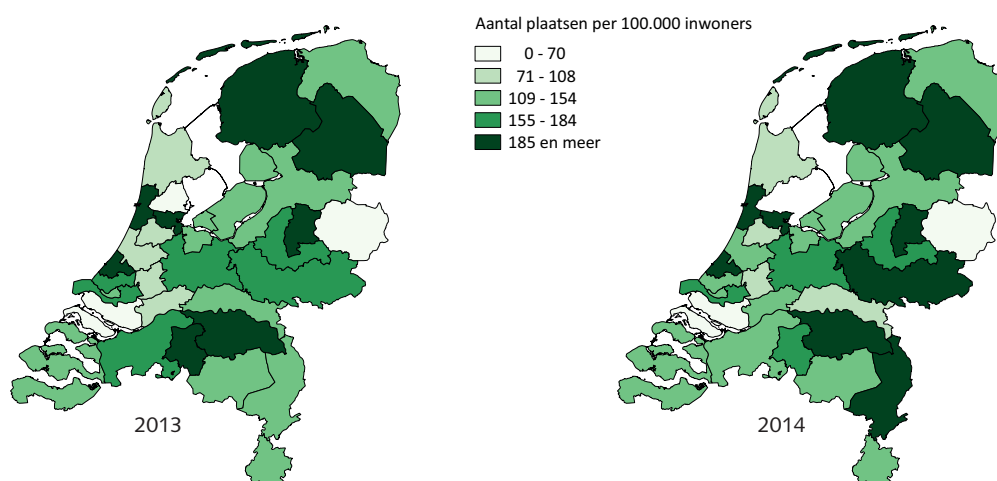 Aantal plaatsen per 100.000 inwoners
0 - 70
71 - 108
109 - 154
155 - 184
185 en meer
2013
2014